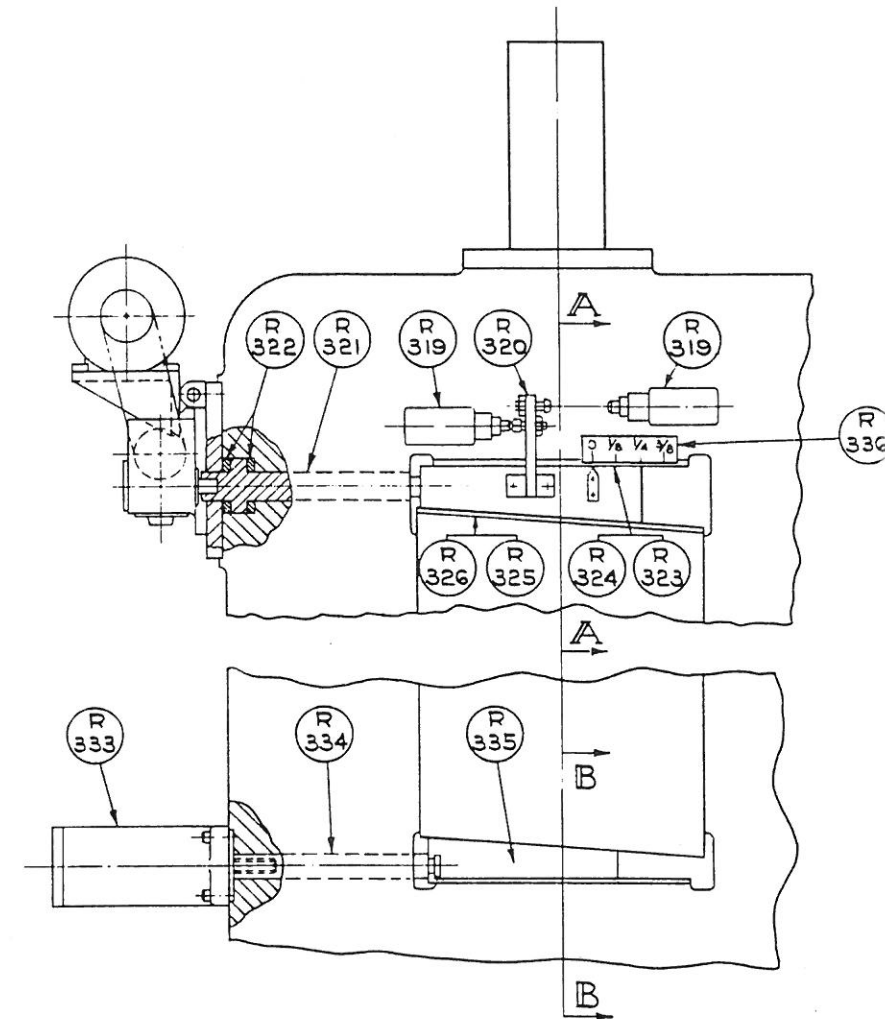 A
R 322
R 321
R 319
R 320
R 319
R 336
0 1/8 1/4 3/8
R 326
R 325
R 324
R 323
A
R 333
R 334
R 335
B
B